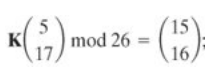 K(5 17) mod 26 = (15 16);